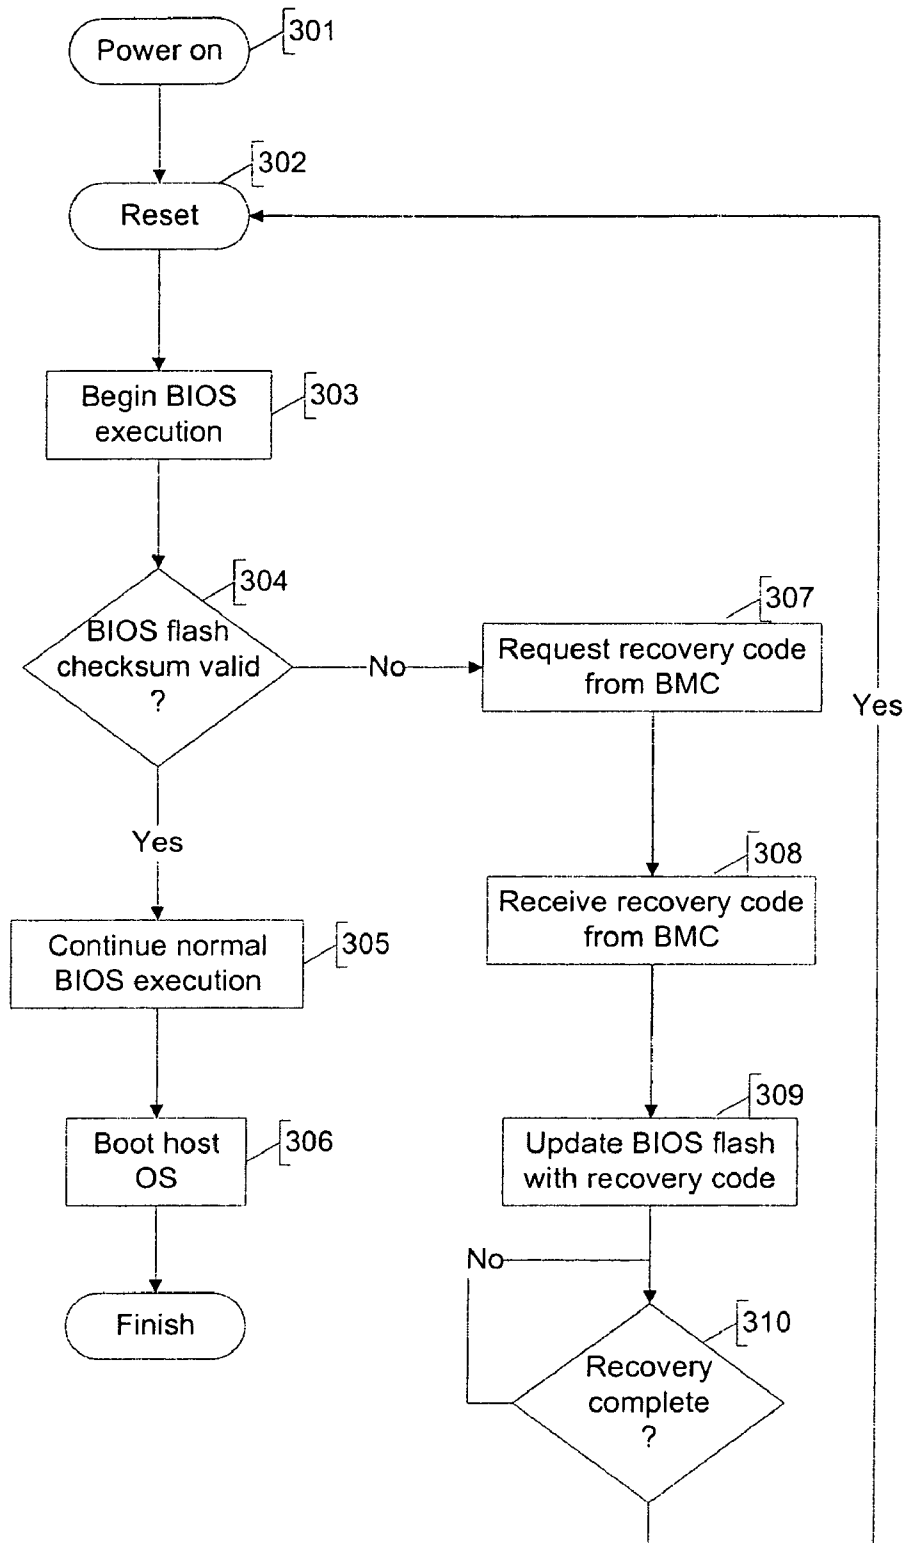 Power on
301
302
Reset
Begin BIOS
execution
303
304
BIOS flash
checksum valid
?
No
307
Request recovery code
from BMC
Yes
Yes
308
Receive recovery code
from BMC
Continue normal
BIOS execution
305
309
Update BIOS flash
with recovery code
Boot host
OS
306
No
Finish
310
Recovery
complete
?